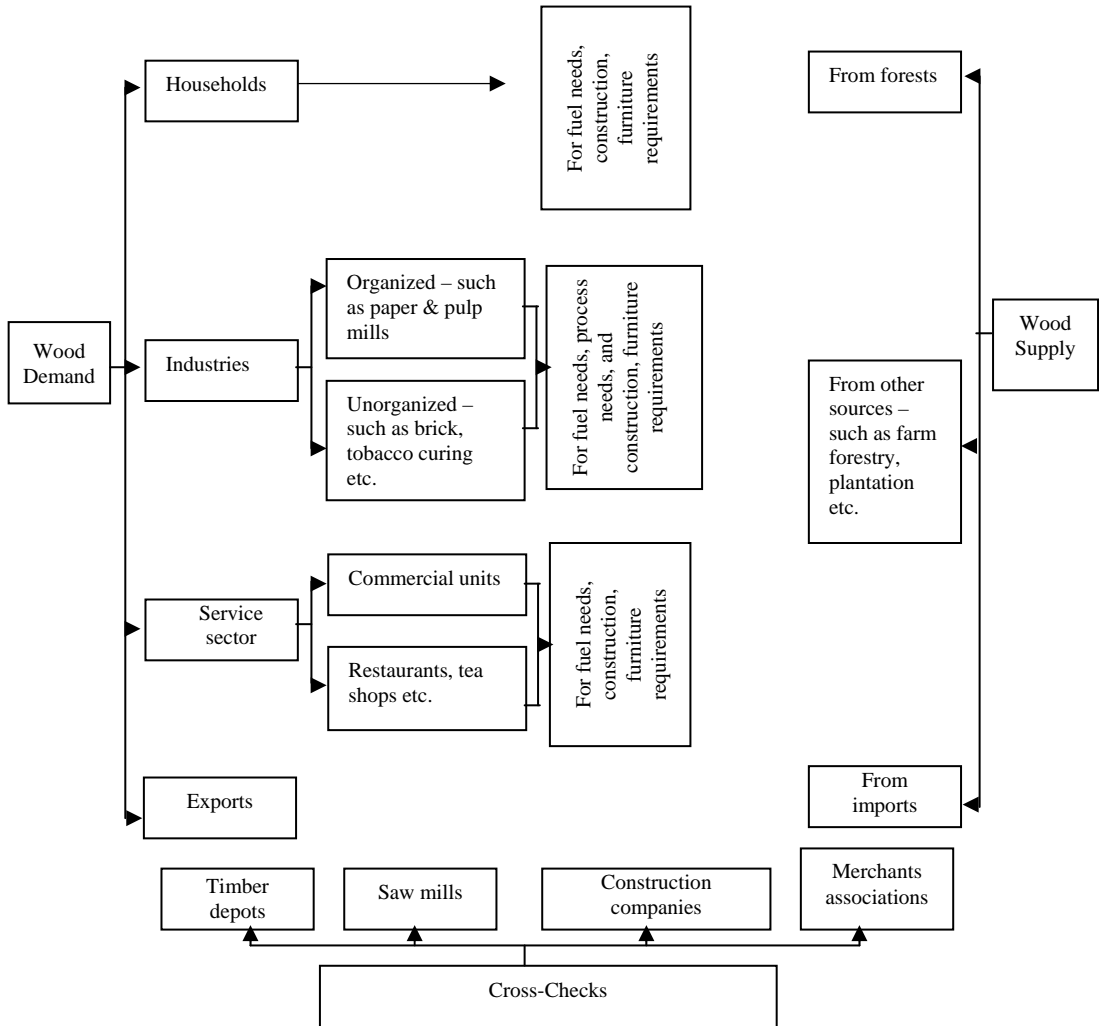 Households
For fuel needs,
construction,
furniture
requirements
From forests
Wood
Demand
Industries
Organized – such
as paper & pulp
mills
Unorganized –
such as brick,
tobacco curing
etc.
For fuel needs, process
needs, and
construction, furniture
requirements
Wood
Supply
From other
sources –
such as farm
forestry,
plantation
etc.
Service
sector
Commercial units
Restaurants, tea
shops etc.
For fuel needs,
construction,
furniture
requirements
Exports
From
imports
Timber
depots
Saw mills
Construction
companies
Merchants
associations
Cross-Checks